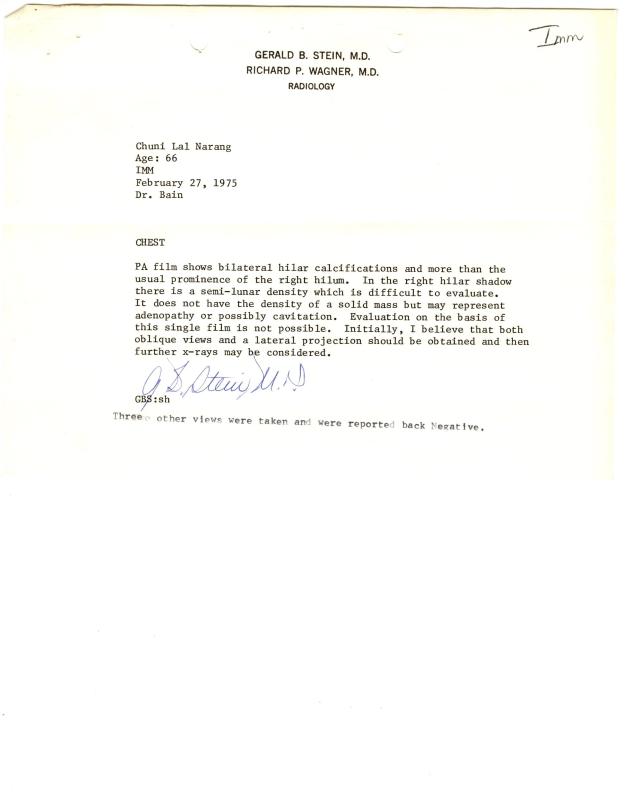 Imm
GERALD B. STEIN, M.D.
RICHARD P. WAGNER, M.D.
RADIOLOGY
Chuni Lal Narang
Age: 66
IMM
February 27, 1975
Dr. Bain
CHEST
PA film shows bilateral hilar calcifications and more than the
usual prominence of the right hilum. In the right hilar shadow
there is a semi-lunar density which is difficult to evaluate.
It does not have the density of a solid mass but may represent
adenopathy or possibly cavitation. Evaluation on the basis of
this single film is not possible. Initially, I believe that both
oblique views and a lateral projection should be obtained and then
further x-rays may be considered.
G B. Stein, M.D
GBS:sh
Three other views were taken and were reported back Negative.